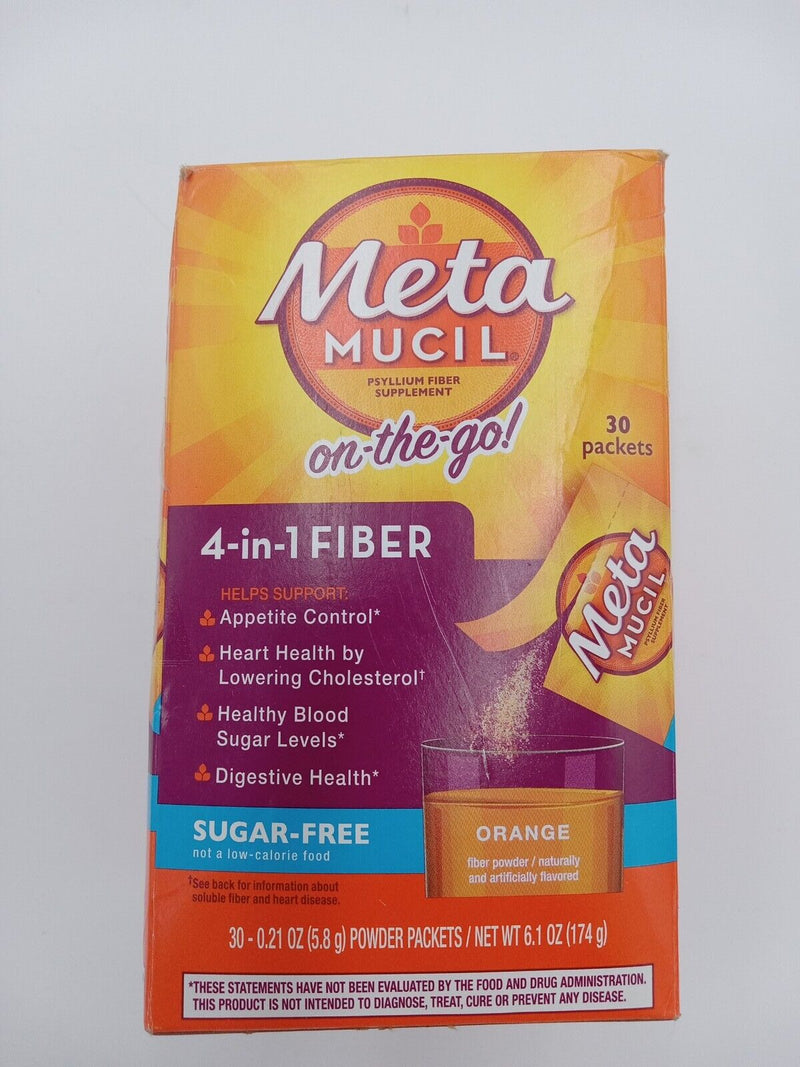 Meta
MUCIL®
PSYLLIUM FIBER
SUPPLEMENT
on-the-go!
30
packets
4-in-1 FIBER
HELPS SUPPORT:
Appetite Control*
Heart Health by
Lowering Cholesterol†
Healthy Blood
Sugar Levels*
Digestive Health*
Meta
MUCIL
PSYLLIUM FIBER
SUPPLEMENT
SUGAR-FREE
not a low-calorie food
ORANGE
fiber powder / naturally
and artificially flavored
†See back for information about
soluble fiber and heart disease.
30 - 0.21 OZ (5.8 g) POWDER PACKETS / NET WT 6.1 OZ (174 g)
*THESE STATEMENTS HAVE NOT BEEN EVALUATED BY THE FOOD AND DRUG ADMINISTRATION.
THIS PRODUCT IS NOT INTENDED TO DIAGNOSE, TREAT, CURE OR PREVENT ANY DISEASE.